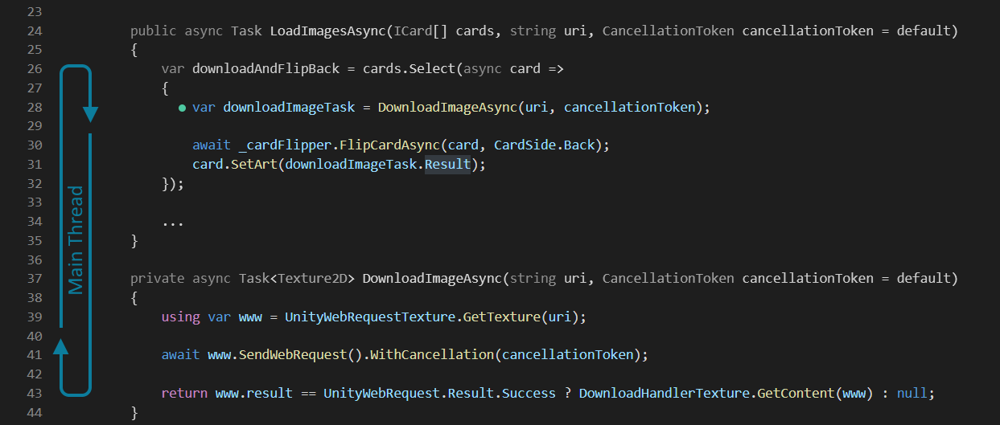 23
24 public async Task LoadImagesAsync(ICard[] cards, string uri, CancellationToken cancellationToken = default)
25 {
26 var downloadAndFlipBack = cards.Select(async card =>
27 {
28 var downloadImageTask = DownloadImageAsync(uri, cancellationToken);
29
30 await _cardFlipper.FlipCardAsync(card, CardSide.Back);
31 card.SetArt(downloadImageTask.Result);
32 });
33
34 ...
35 }
36
37 private async Task<Texture2D> DownloadImageAsync(string uri, CancellationToken cancellationToken = default)
38 {
39 using var www = UnityWebRequestTexture.GetTexture(uri);
40
41 await www.SendWebRequest().WithCancellation(cancellationToken);
42
43 return www.result == UnityWebRequest.Result.Success ? DownloadHandlerTexture.GetContent(www) : null;
44 }
Main Thread